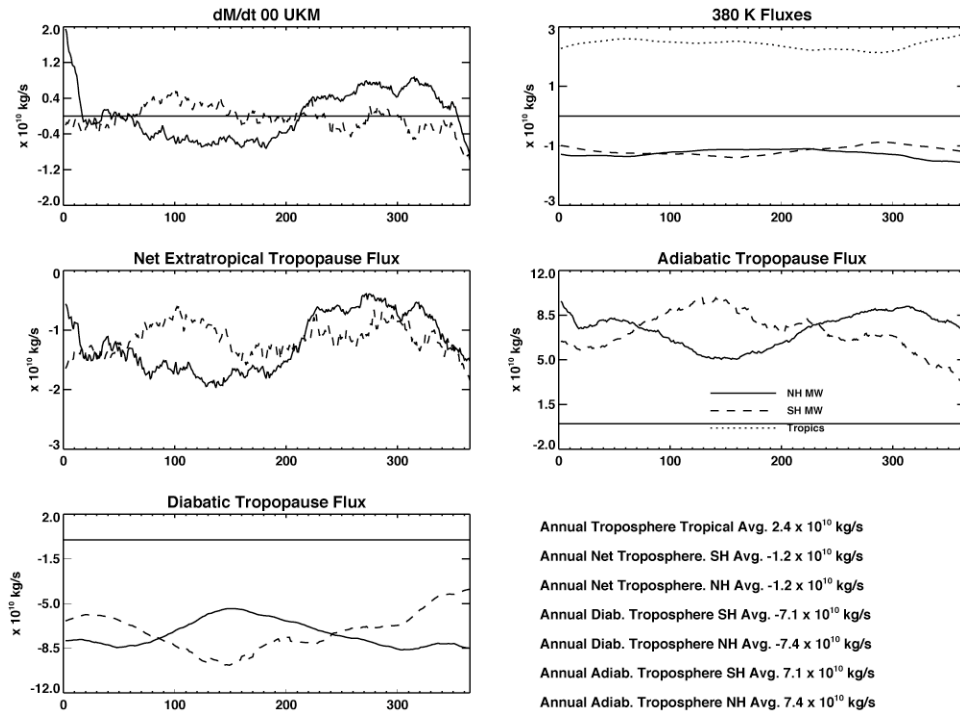 dM/dt 00 UKM
2.0
1.2
0.4
-0.4
-1.2
-2.0
x 10¹⁰ kg/s
0 100 200 300
380 K Fluxes
3
1
-1
-3
x 10¹⁰ kg/s
0 100 200 300
Net Extratropical Tropopause Flux
0
-1
-2
-3
x 10¹⁰ kg/s
0 100 200 300
Adiabatic Tropopause Flux
12.0
8.5
5.0
1.5
-2.0
x 10¹⁰ kg/s
NH MW
SH MW
Tropics
0 100 200 300
Diabatic Tropopause Flux
2.0
-1.5
-5.0
-8.5
-12.0
x 10¹⁰ kg/s
0 100 200 300
Annual Troposphere Tropical Avg. 2.4 x 10¹⁰ kg/s
Annual Net Troposphere. SH Avg. -1.2 x 10¹⁰ kg/s
Annual Net Troposphere. NH Avg. -1.2 x 10¹⁰ kg/s
Annual Diab. Troposphere SH Avg. -7.1 x 10¹⁰ kg/s
Annual Diab. Troposphere NH Avg. -7.4 x 10¹⁰ kg/s
Annual Adiab. Troposphere SH Avg. 7.1 x 10¹⁰ kg/s
Annual Adiab. Troposphere NH Avg. 7.4 x 10¹⁰ kg/s